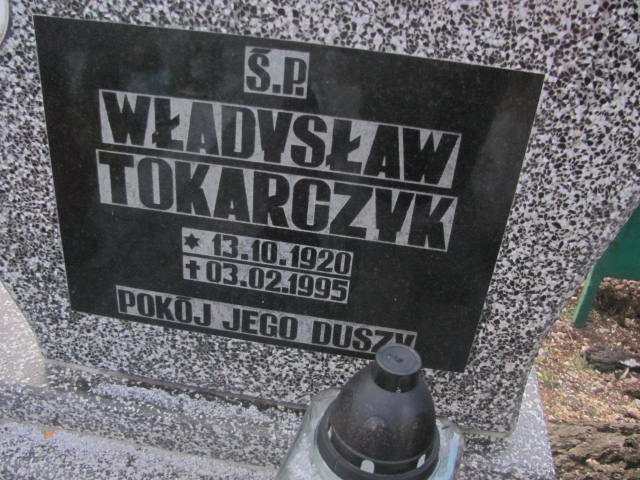 Ś.P.
WŁADYSŁAW
TOKARCZYK
* 13.10.1920
† 03.02.1995
POKÓJ JEGO DUSZY